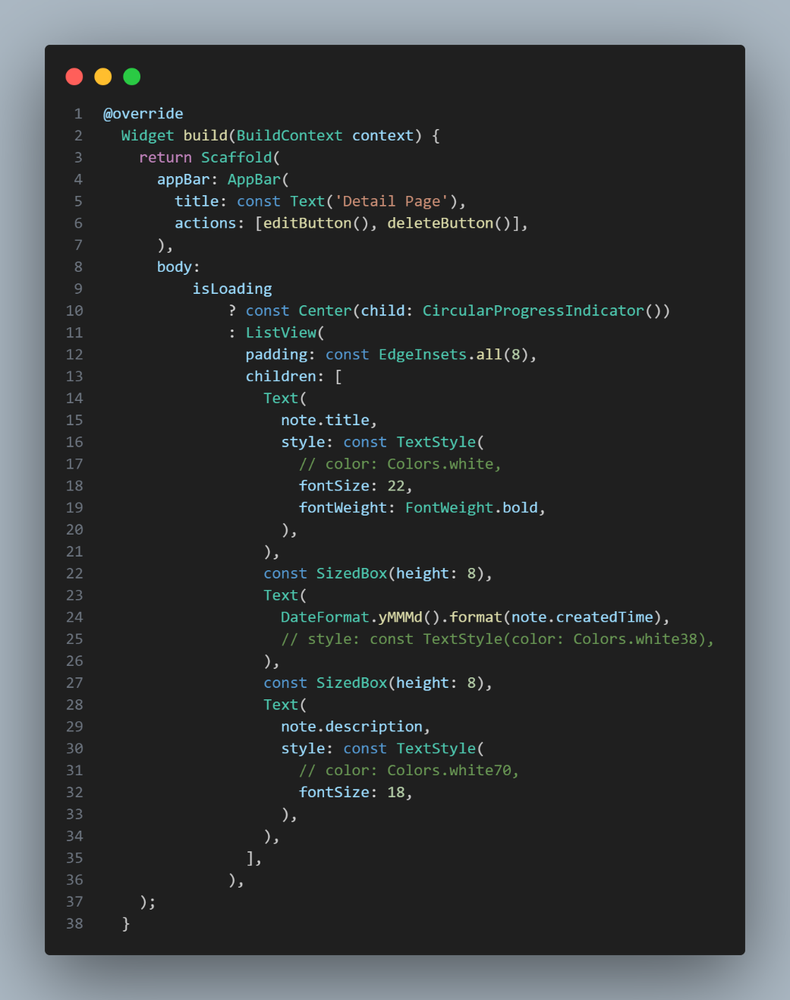 1 @override
2   Widget build(BuildContext context) {
3     return Scaffold(
4       appBar: AppBar(
5         title: const Text('Detail Page'),
6         actions: [editButton(), deleteButton()],
7       ),
8       body:
9           isLoading
10               ? const Center(child: CircularProgressIndicator())
11               : ListView(
12                 padding: const EdgeInsets.all(8),
13                 children: [
14                   Text(
15                     note.title,
16                     style: const TextStyle(
17                       // color: Colors.white,
18                       fontSize: 22,
19                       fontWeight: FontWeight.bold,
20                     ),
21                   ),
22                   const SizedBox(height: 8),
23                   Text(
24                     DateFormat.yMMMd().format(note.createdTime),
25                     // style: const TextStyle(color: Colors.white38),
26                   ),
27                   const SizedBox(height: 8),
28                   Text(
29                     note.description,
30                     style: const TextStyle(
31                       // color: Colors.white70,
32                       fontSize: 18,
33                     ),
34                   ),
35                 ],
36               ),
37     );
38   }